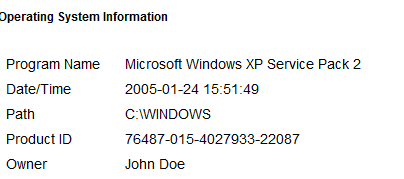 Operating System Information
Program Name Microsoft Windows XP Service Pack 2
Date/Time 2005-01-24 15:51:49
Path C:\WINDOWS
Product ID 76487-015-4027933-22087
Owner John Doe